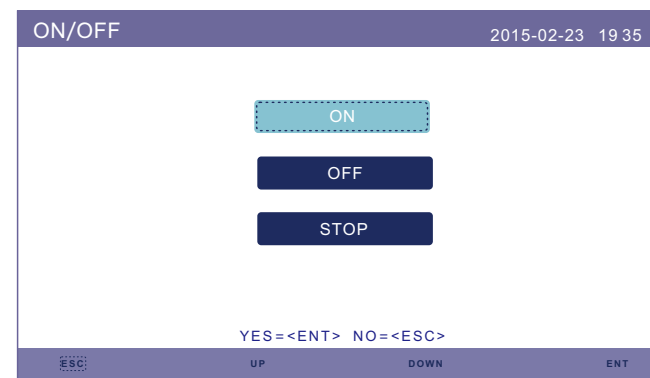 ON/OFF 2015-02-23 19 35
ON
OFF
STOP
YES=<ENT> NO=<ESC>
ESC UP DOWN ENT